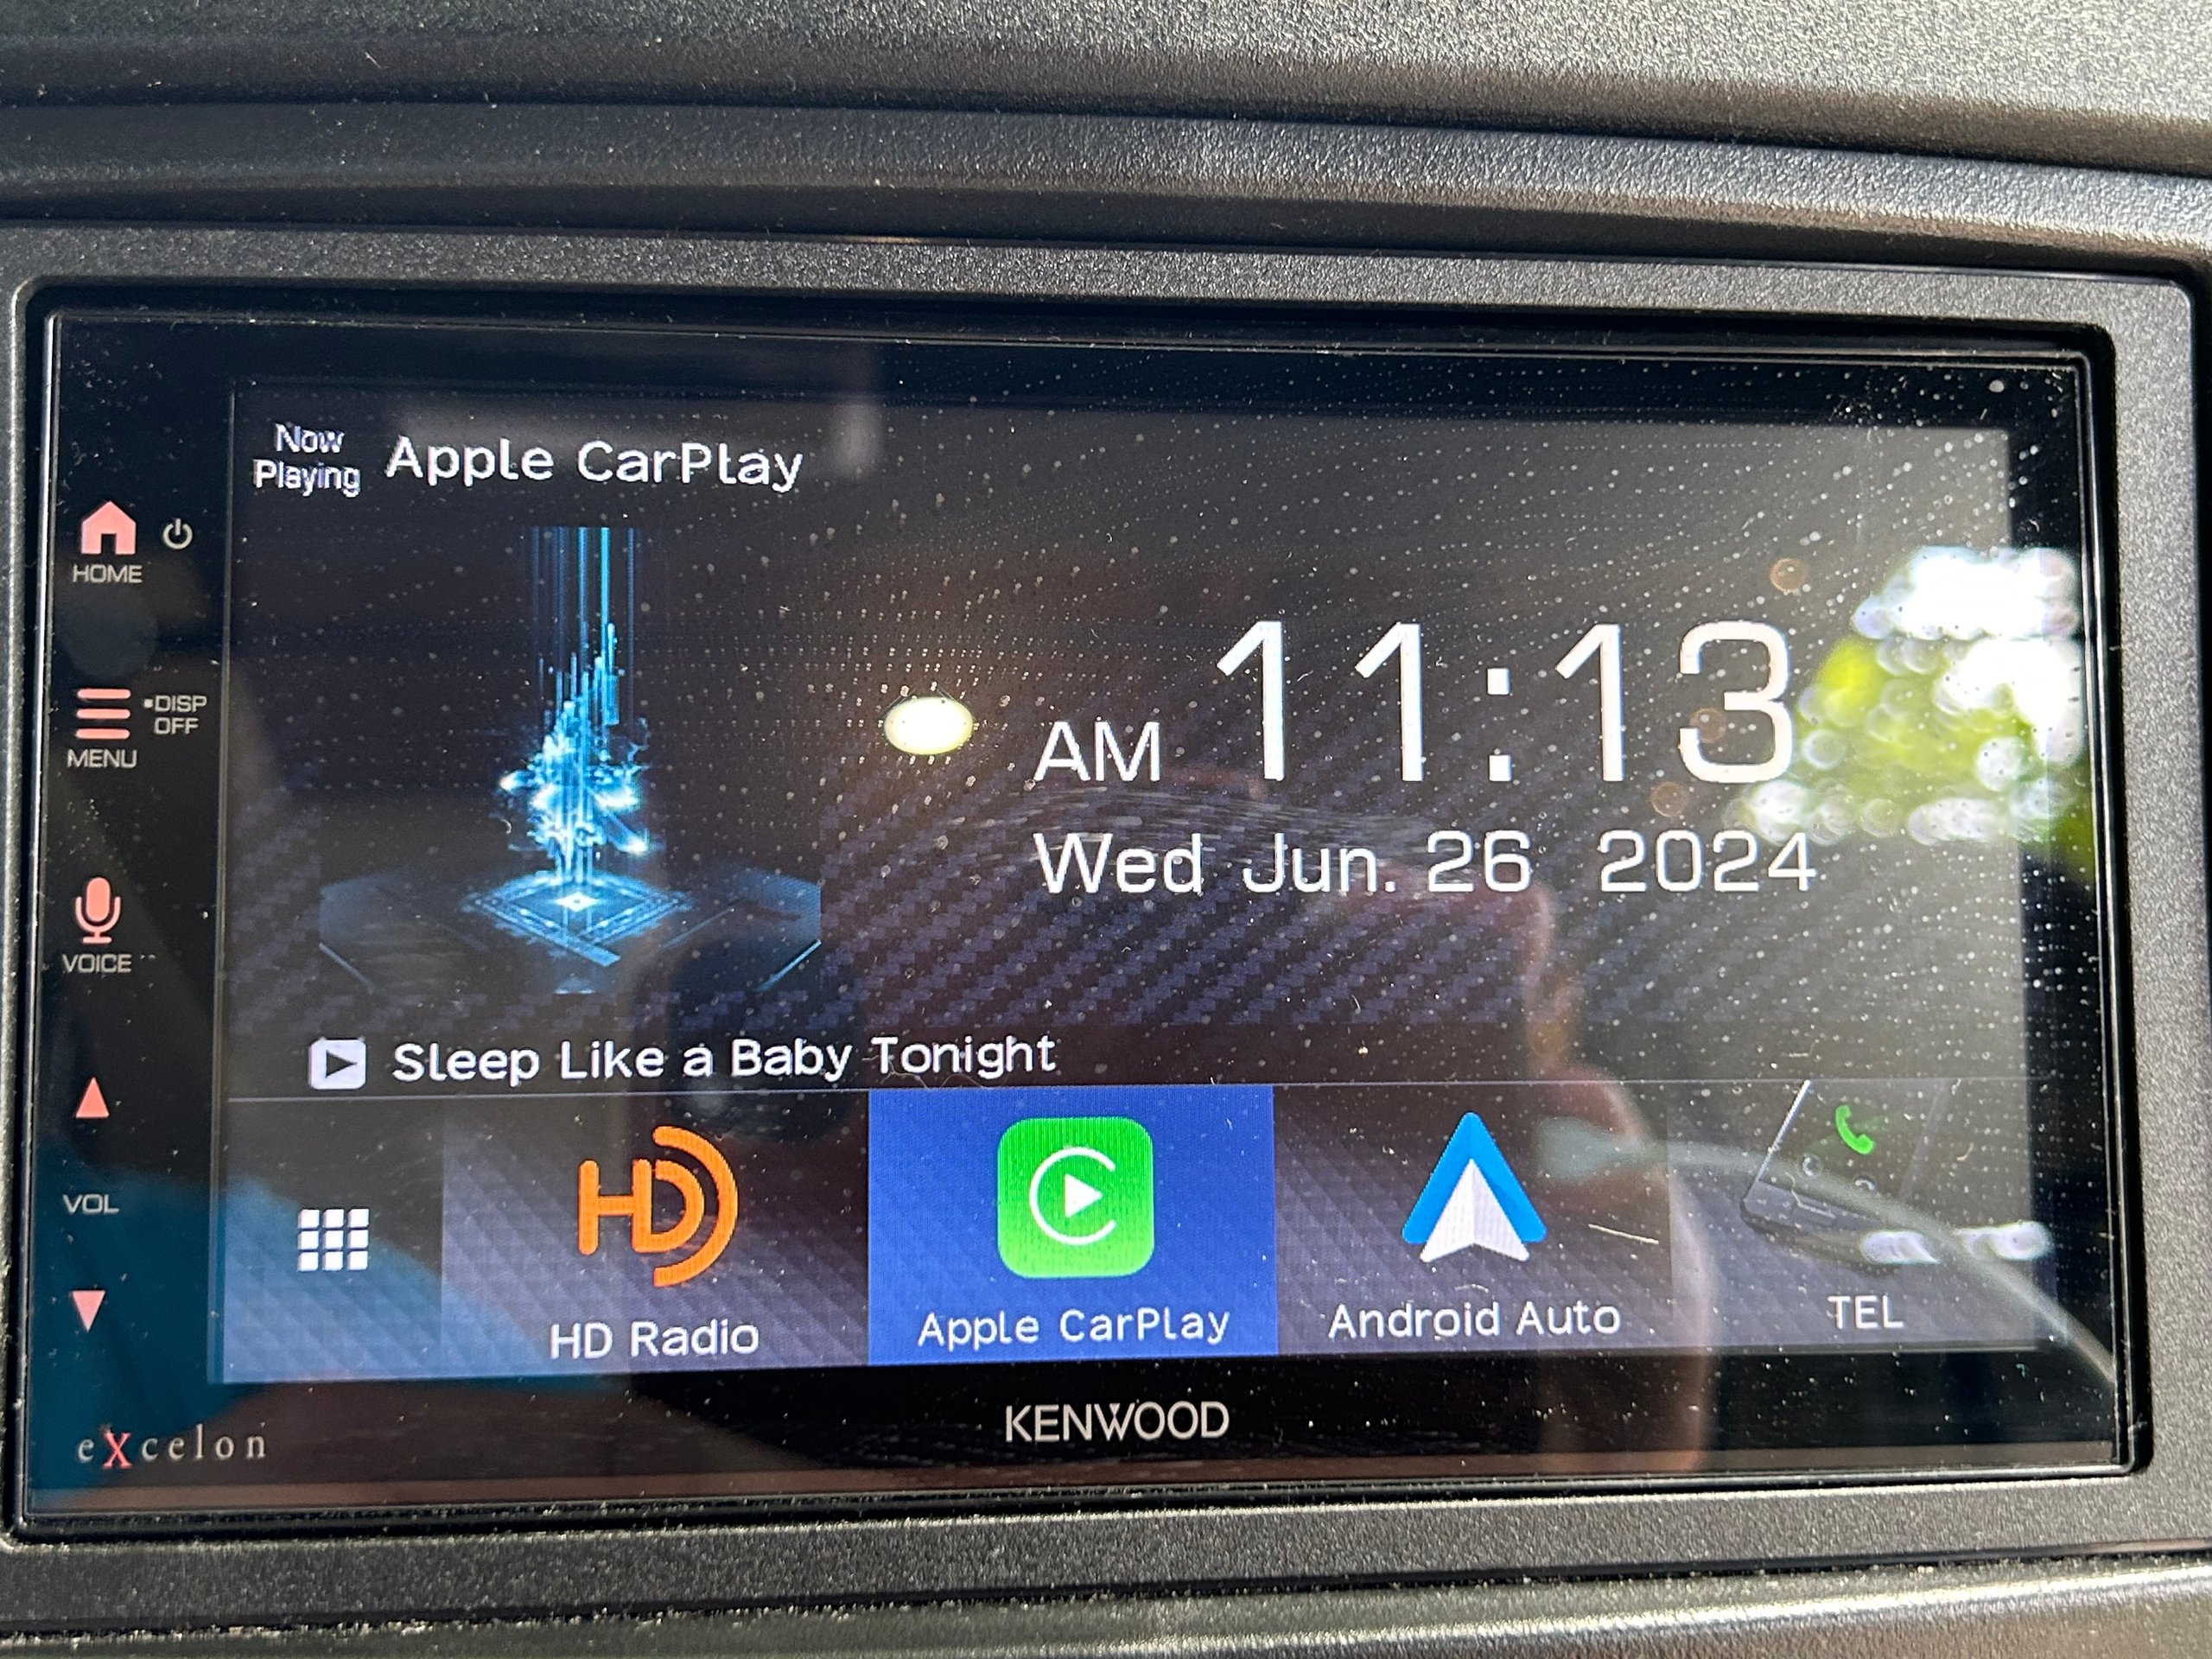 Now
Playing
Apple CarPlay
HOME
DISP
OFF
MENU
AM 11:13
Wed Jun. 26 2024
VOICE
Sleep Like a Baby Tonight
VOL
HD
HD Radio
Apple CarPlay
Android Auto
TEL
KENWOOD
eXcelon